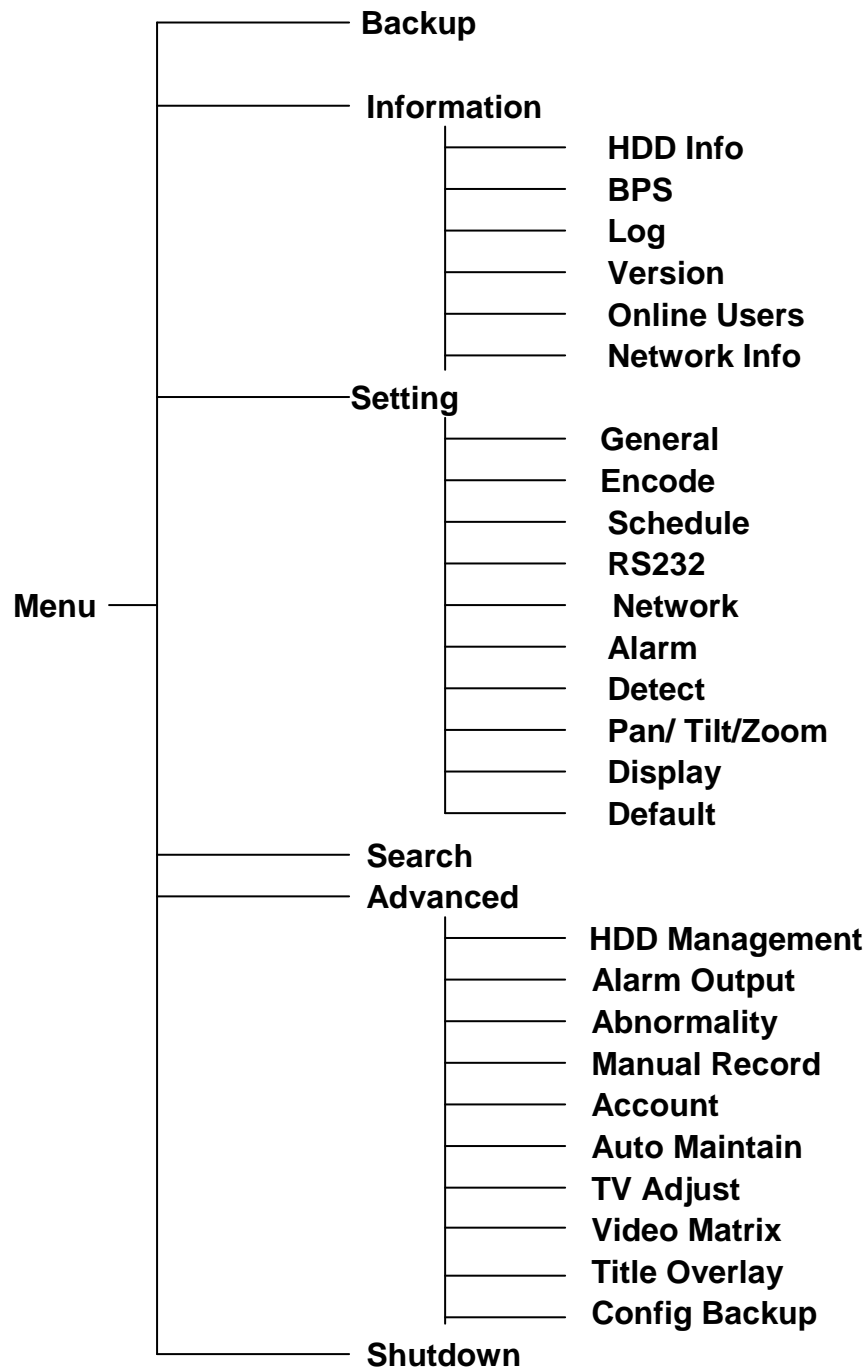 Backup
Information
HDD Info
BPS
Log
Version
Online Users
Network Info
Setting
General
Encode
Schedule
RS232
Menu
Network
Alarm
Detect
Pan/ Tilt/Zoom
Display
Default
Search
Advanced
HDD Management
Alarm Output
Abnormality
Manual Record
Account
Auto Maintain
TV Adjust
Video Matrix
Title Overlay
Config Backup
Shutdown